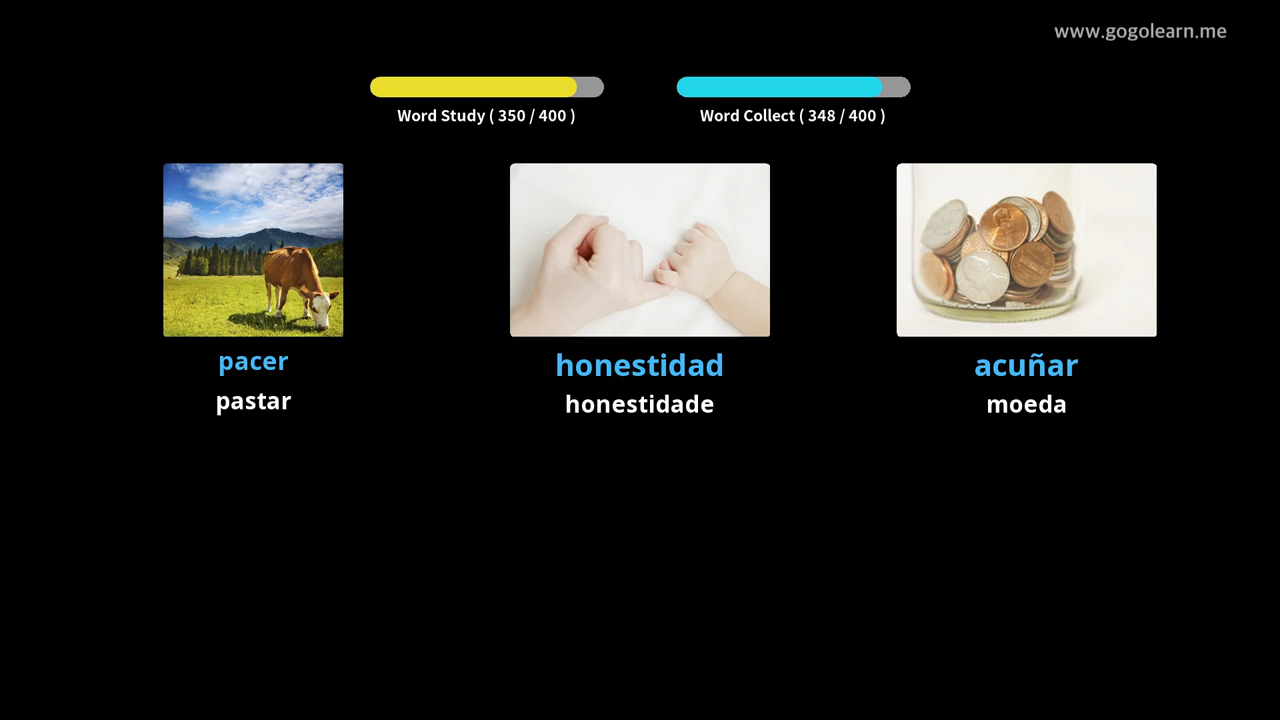 www.gogolearn.me
Word Study ( 350 / 400 )
Word Collect ( 348 / 400 )
pacer
pastar
honestidad
honestidade
acuñar
moeda